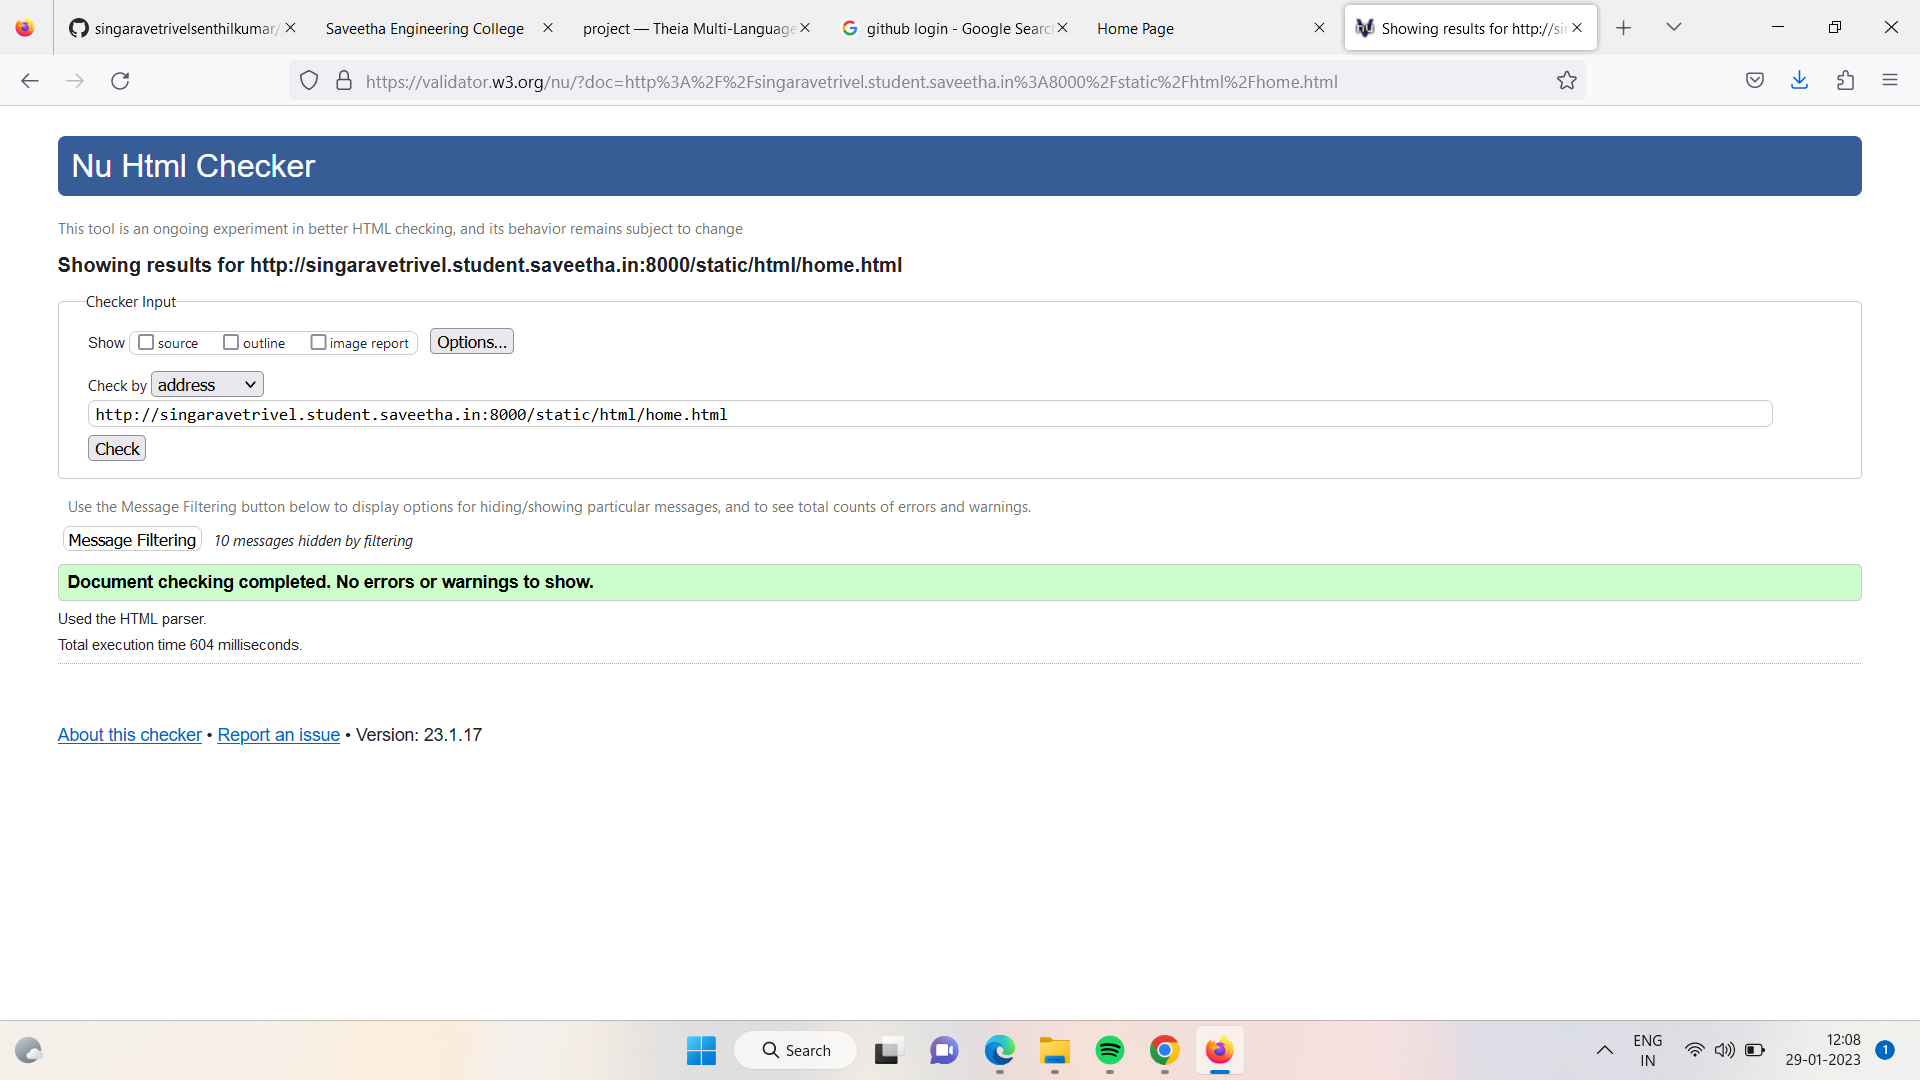 singaravetrivelsenthilkumar/
Saveetha Engineering College
project — Theia Multi-Language
github login - Google Search
Home Page
Showing results for http://si
https://validator.w3.org/nu/?doc=http%3A%2F%2Fsingaravetrivel.student.saveetha.in%3A8000%2Fstatic%2Fhtml%2Fhome.html
Nu Html Checker
This tool is an ongoing experiment in better HTML checking, and its behavior remains subject to change
Showing results for http://singaravetrivel.student.saveetha.in:8000/static/html/home.html
Checker Input
Show source outline image report Options...
Check by address
http://singaravetrivel.student.saveetha.in:8000/static/html/home.html
Check
Use the Message Filtering button below to display options for hiding/showing particular messages, and to see total counts of errors and warnings.
Message Filtering 10 messages hidden by filtering
Document checking completed. No errors or warnings to show.
Used the HTML parser.
Total execution time 604 milliseconds.
About this checker • Report an issue • Version: 23.1.17
Search
ENG
IN
12:08
29-01-2023
1